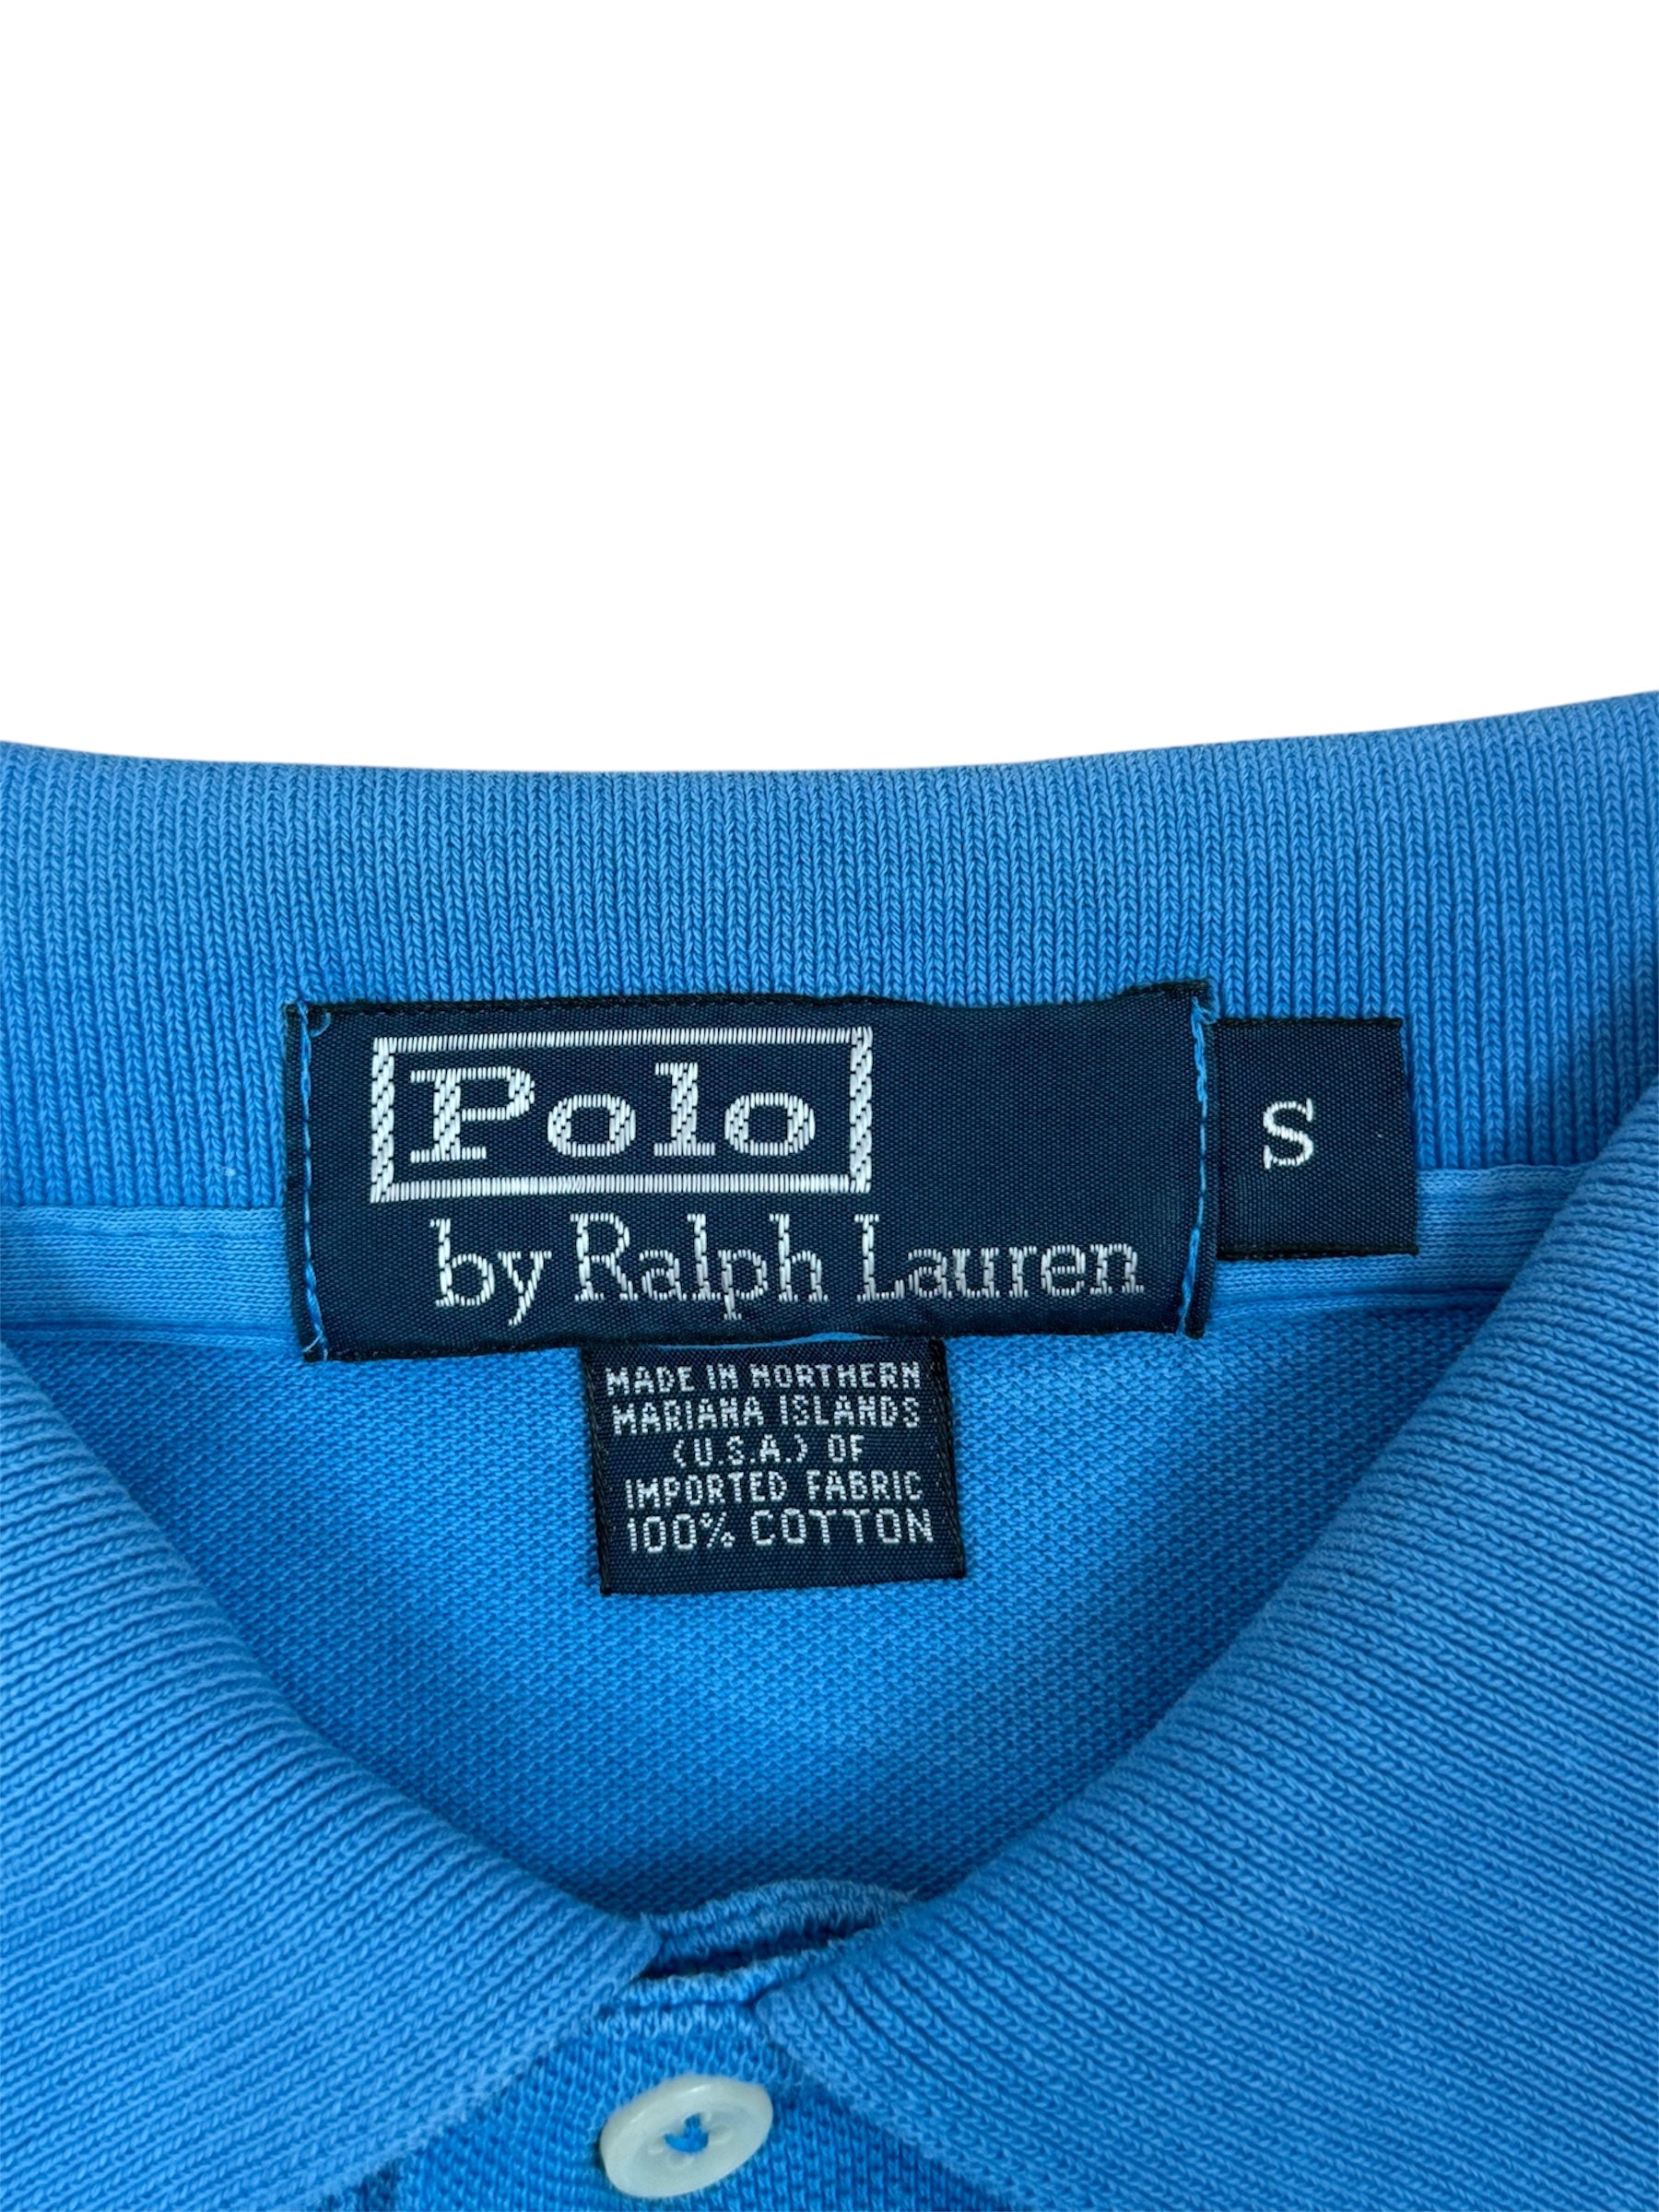 Polo
by Ralph Lauren
S
MADE IN NORTHERN
MARIANA ISLANDS
(U.S.A.) OF
IMPORTED FABRIC
100% COTTON